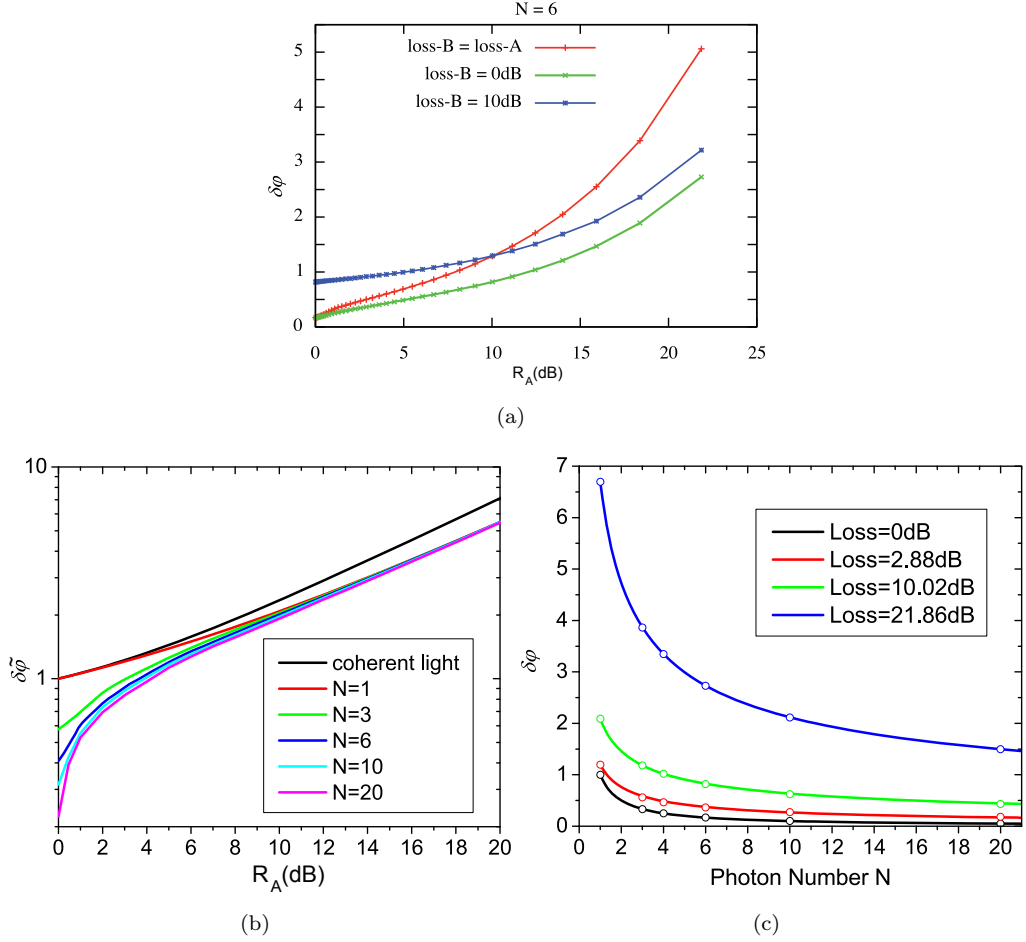 N = 6
loss-B = loss-A
loss-B = 0dB
loss-B = 10dB
5
4
3
2
1
0
δφ
0 5 10 15 20 25
R_A(dB)
(a)
10
1
δφ̃
coherent light
N=1
N=3
N=6
N=10
N=20
0 2 4 6 8 10 12 14 16 18 20
R_A(dB)
(b)
7
6
5
4
3
2
1
0
δφ
Loss=0dB
Loss=2.88dB
Loss=10.02dB
Loss=21.86dB
0 2 4 6 8 10 12 14 16 18 20
Photon Number N
(c)